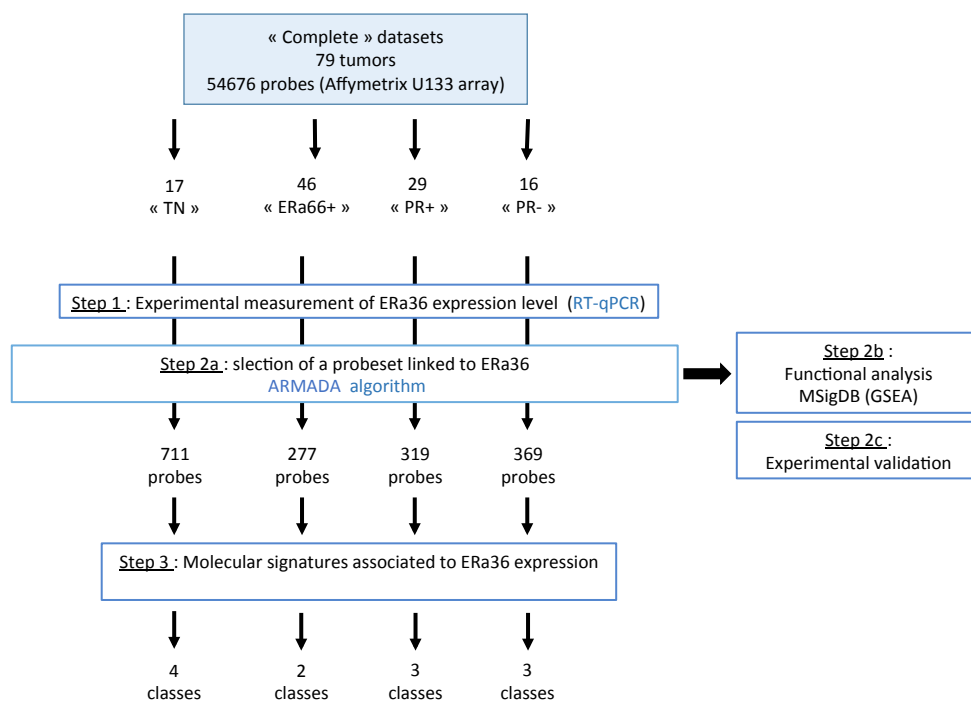 « Complete » datasets
79 tumors
54676 probes (Affymetrix U133 array)
17
« TN »
46
« ERa66+ »
29
« PR+ »
16
« PR- »
Step 1 : Experimental measurement of ERa36 expression level (RT-qPCR)
Step 2a : slection of a probeset linked to ERa36
ARMADA algorithm
Step 2b :
Functional analysis
MSigDB (GSEA)
Step 2c :
Experimental validation
711
probes
277
probes
319
probes
369
probes
Step 3 : Molecular signatures associated to ERa36 expression
4
classes
2
classes
3
classes
3
classes